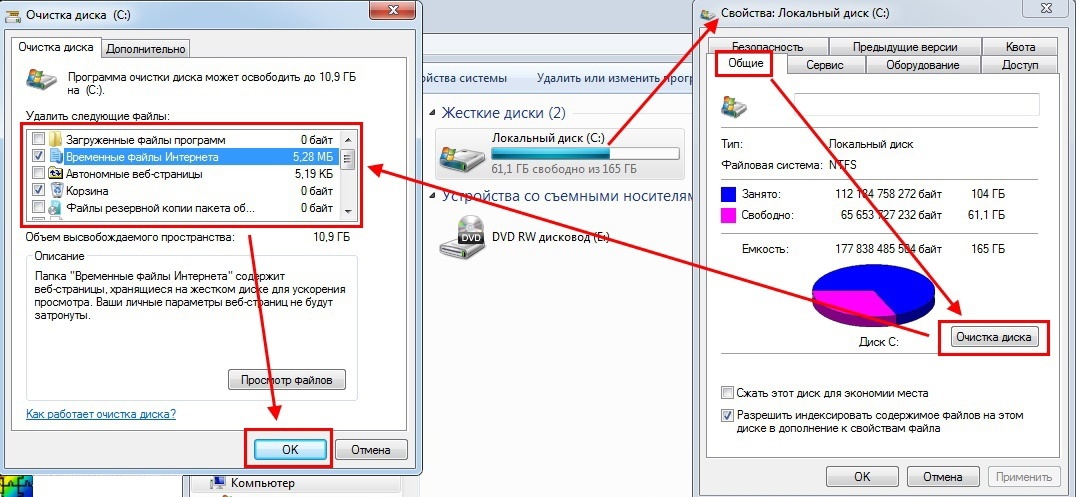 Очистка диска (C:)
Очистка диска
Дополнительно
Программа очистки диска может освободить до 10,9 ГБ
на (C:).
Удалить следующие файлы:
Загруженные файлы программ 0 байт
Временные файлы Интернета 5,28 МБ
Автономные веб-страницы 5,19 КБ
Корзина 0 байт
Файлы резервной копии пакета об... 0 байт
Объем высвобождаемого пространства: 10,9 ГБ
Описание
Папка "Временные файлы Интернета" содержит
веб-страницы, хранящиеся на жестком диске для ускорения
просмотра. Ваши личные параметры веб-страниц не будут
затронуты.
Просмотр файлов
Как работает очистка диска?
OK
Отмена
йства системы
Удалить или изменить прог
Жесткие диски (2)
Локальный диск (C:)
61,1 ГБ свободно из 165 ГБ
Устройства со съемными носителям
DVD
DVD RW дисковод (E:)
Компьютер
Свойства: Локальный диск (C:)
Безопасность
Предыдущие версии
Квота
Общие
Сервис
Оборудование
Доступ
Тип: Локальный диск
Файловая система: NTFS
Занято: 112 184 758 272 байт 104 ГБ
Свободно: 65 653 727 232 байт 61,1 ГБ
Емкость: 177 838 485 504 байт 165 ГБ
Диск C:
Очистка диска
Сжать этот диск для экономии места
Разрешить индексировать содержимое файлов на этом
диске в дополнение к свойствам файла
OK
Отмена
Применить